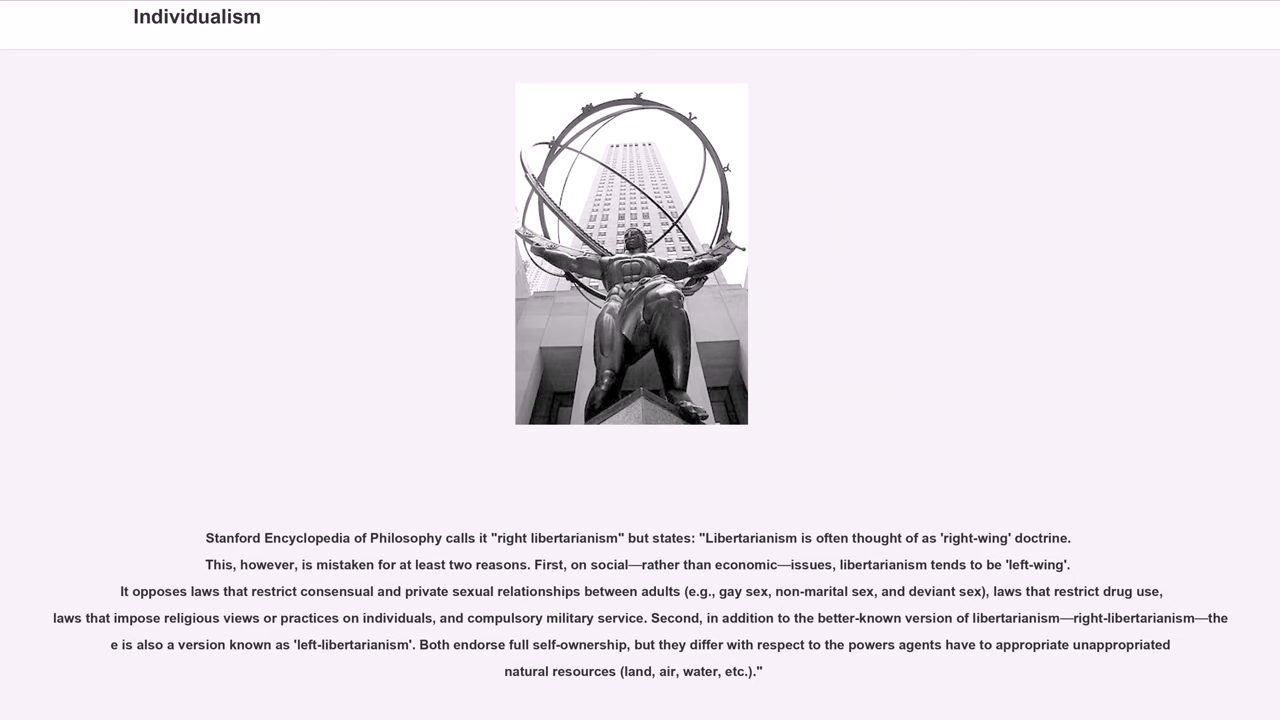 Individualism
Stanford Encyclopedia of Philosophy calls it "right libertarianism" but states: "Libertarianism is often thought of as 'right-wing' doctrine.
This, however, is mistaken for at least two reasons. First, on social—rather than economic—issues, libertarianism tends to be 'left-wing'.
It opposes laws that restrict consensual and private sexual relationships between adults (e.g., gay sex, non-marital sex, and deviant sex), laws that restrict drug use,
laws that impose religious views or practices on individuals, and compulsory military service. Second, in addition to the better-known version of libertarianism—right-libertarianism—the
e is also a version known as 'left-libertarianism'. Both endorse full self-ownership, but they differ with respect to the powers agents have to appropriate unappropriated
natural resources (land, air, water, etc.)."